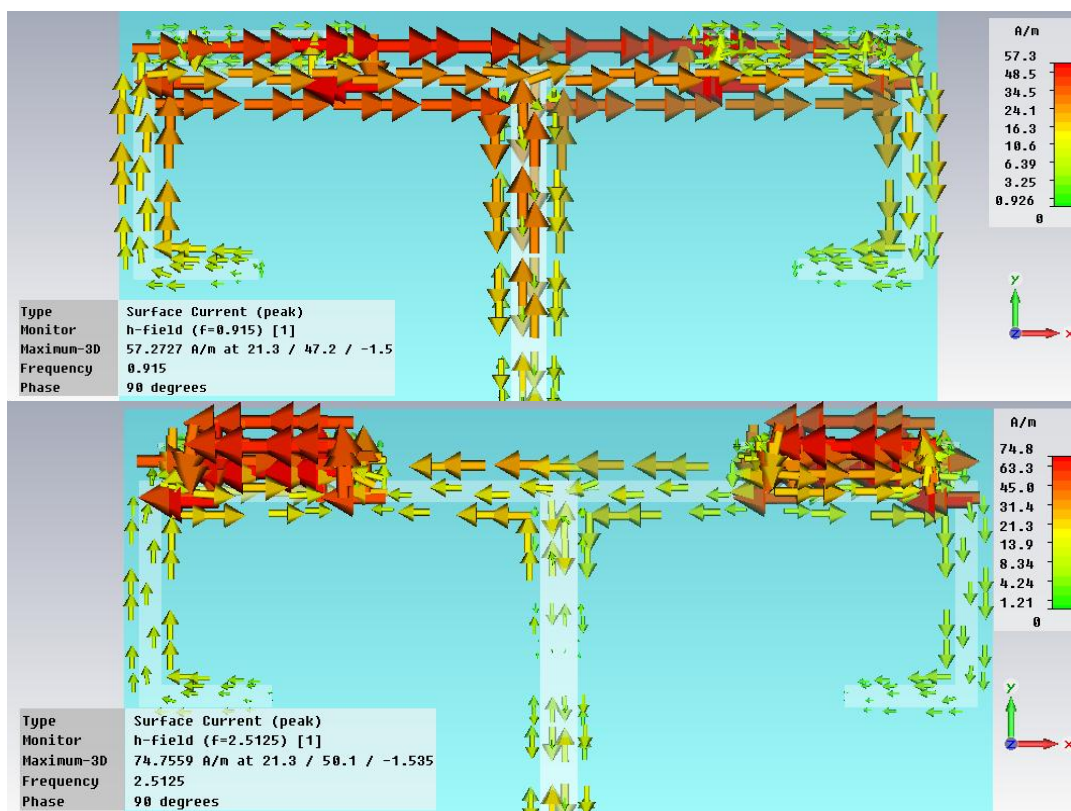 A/m
57.3
48.5
34.5
24.1
16.3
10.6
6.39
3.25
0.926
0
y
z
x
Type Surface Current (peak)
Monitor h-field (f=0.915) [1]
Maximum-3D 57.2727 A/m at 21.3 / 47.2 / -1.5
Frequency 0.915
Phase 90 degrees
A/m
74.8
63.3
45.0
31.4
21.3
13.9
8.34
4.24
1.21
0
y
z
x
Type Surface Current (peak)
Monitor h-field (f=2.5125) [1]
Maximum-3D 74.7559 A/m at 21.3 / 50.1 / -1.535
Frequency 2.5125
Phase 90 degrees